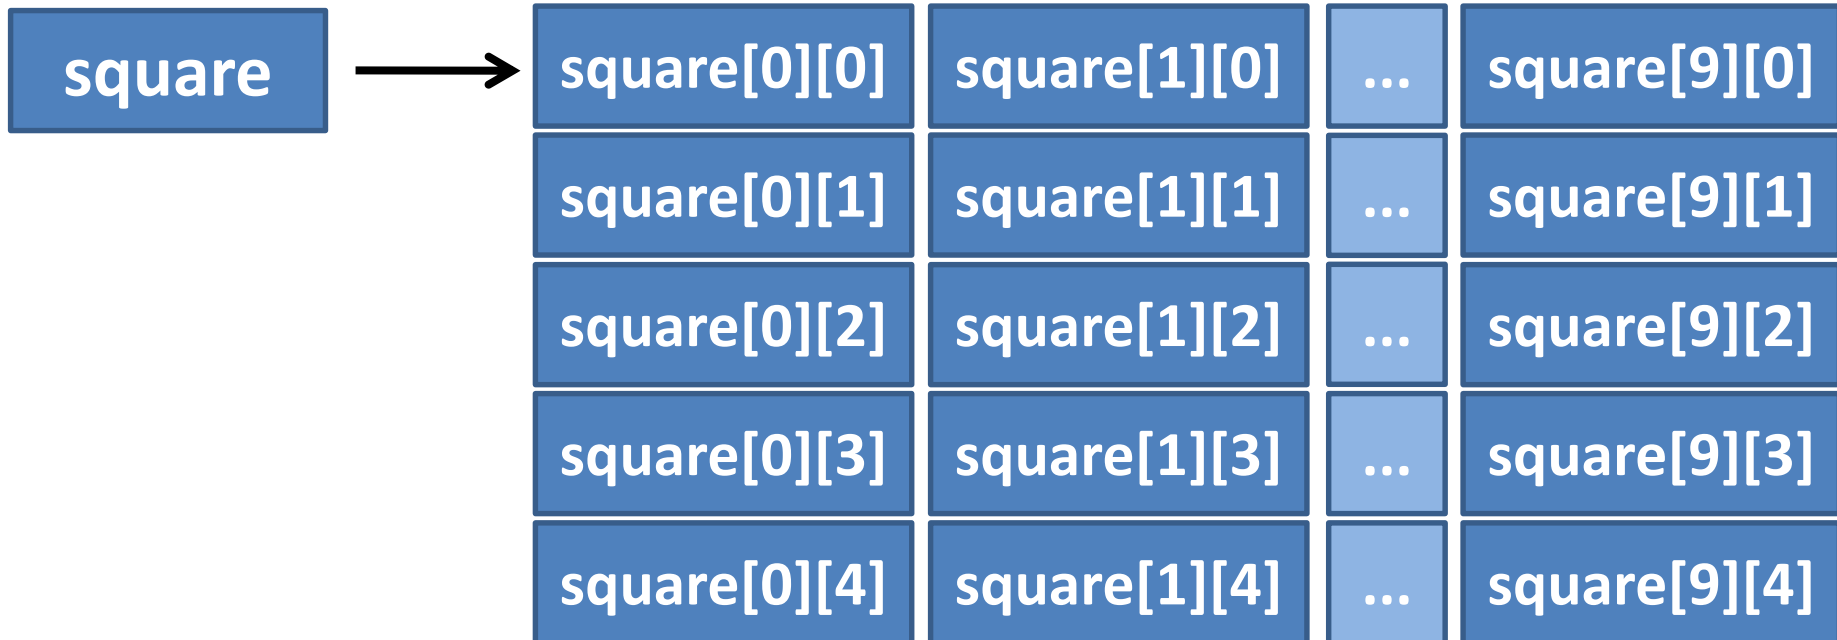 square square[0][0] square[1][0] ... square[9][0]
square[0][1] square[1][1] ... square[9][1]
square[0][2] square[1][2] ... square[9][2]
square[0][3] square[1][3] ... square[9][3]
square[0][4] square[1][4] ... square[9][4]